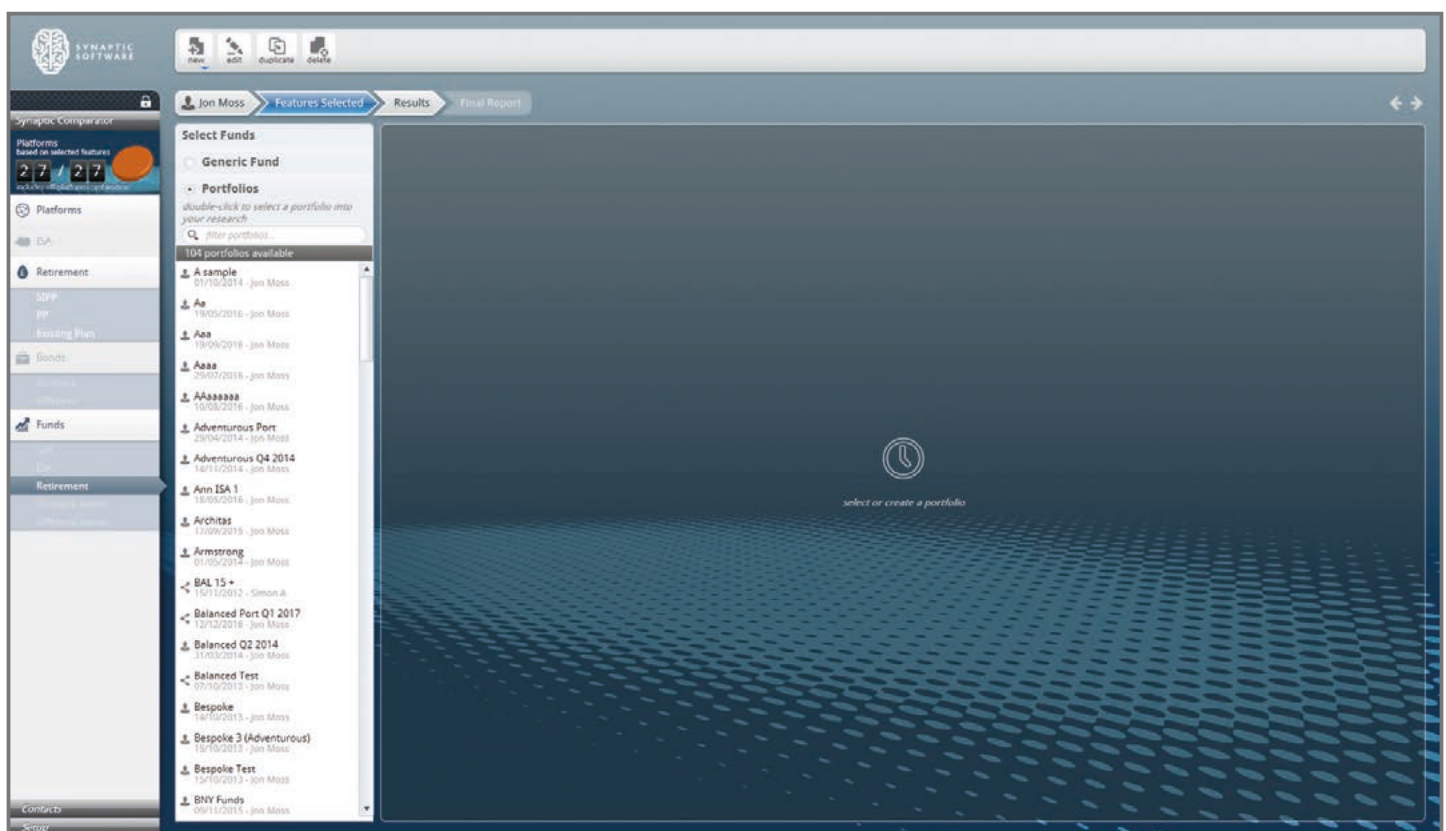 SYNAPTIC
SOFTWARE
new
edit
duplicate
delete
Synaptic Comparator
Jon Moss
Features Selected
Results
Final Report
Platforms
based on selected features
27 / 27
Platforms
ISA
Retirement
SIPP
PP
Existing Plan
Bonds
Funds
ISA
Retirement
Contacts
Setup
Select Funds
Generic Fund
Portfolios
double-click to select a portfolio into
your research
filter portfolios...
104 portfolios available
A sample
01/10/2014 - Jon Moss
Aa
19/05/2016 - Jon Moss
Aaa
19/09/2016 - Jon Moss
Aaaa
29/07/2016 - Jon Moss
AAaaaaaa
10/08/2016 - Jon Moss
Adventurous Port
29/04/2014 - Jon Moss
Adventurous Q4 2014
14/11/2014 - Jon Moss
Ann ISA 1
18/05/2016 - Jon Moss
Architas
17/09/2015 - Jon Moss
Armstrong
01/05/2014 - Jon Moss
BAL 15 +
15/11/2012 - Simon A
Balanced Port Q1 2017
12/12/2016 - Jon Moss
Balanced Q2 2014
31/03/2014 - Jon Moss
Balanced Test
07/10/2013 - Jon Moss
Bespoke
14/10/2013 - Jon Moss
Bespoke 3 (Adventurous)
15/10/2013 - Jon Moss
Bespoke Test
15/10/2013 - Jon Moss
BNY Funds
09/11/2015 - Jon Moss
select or create a portfolio